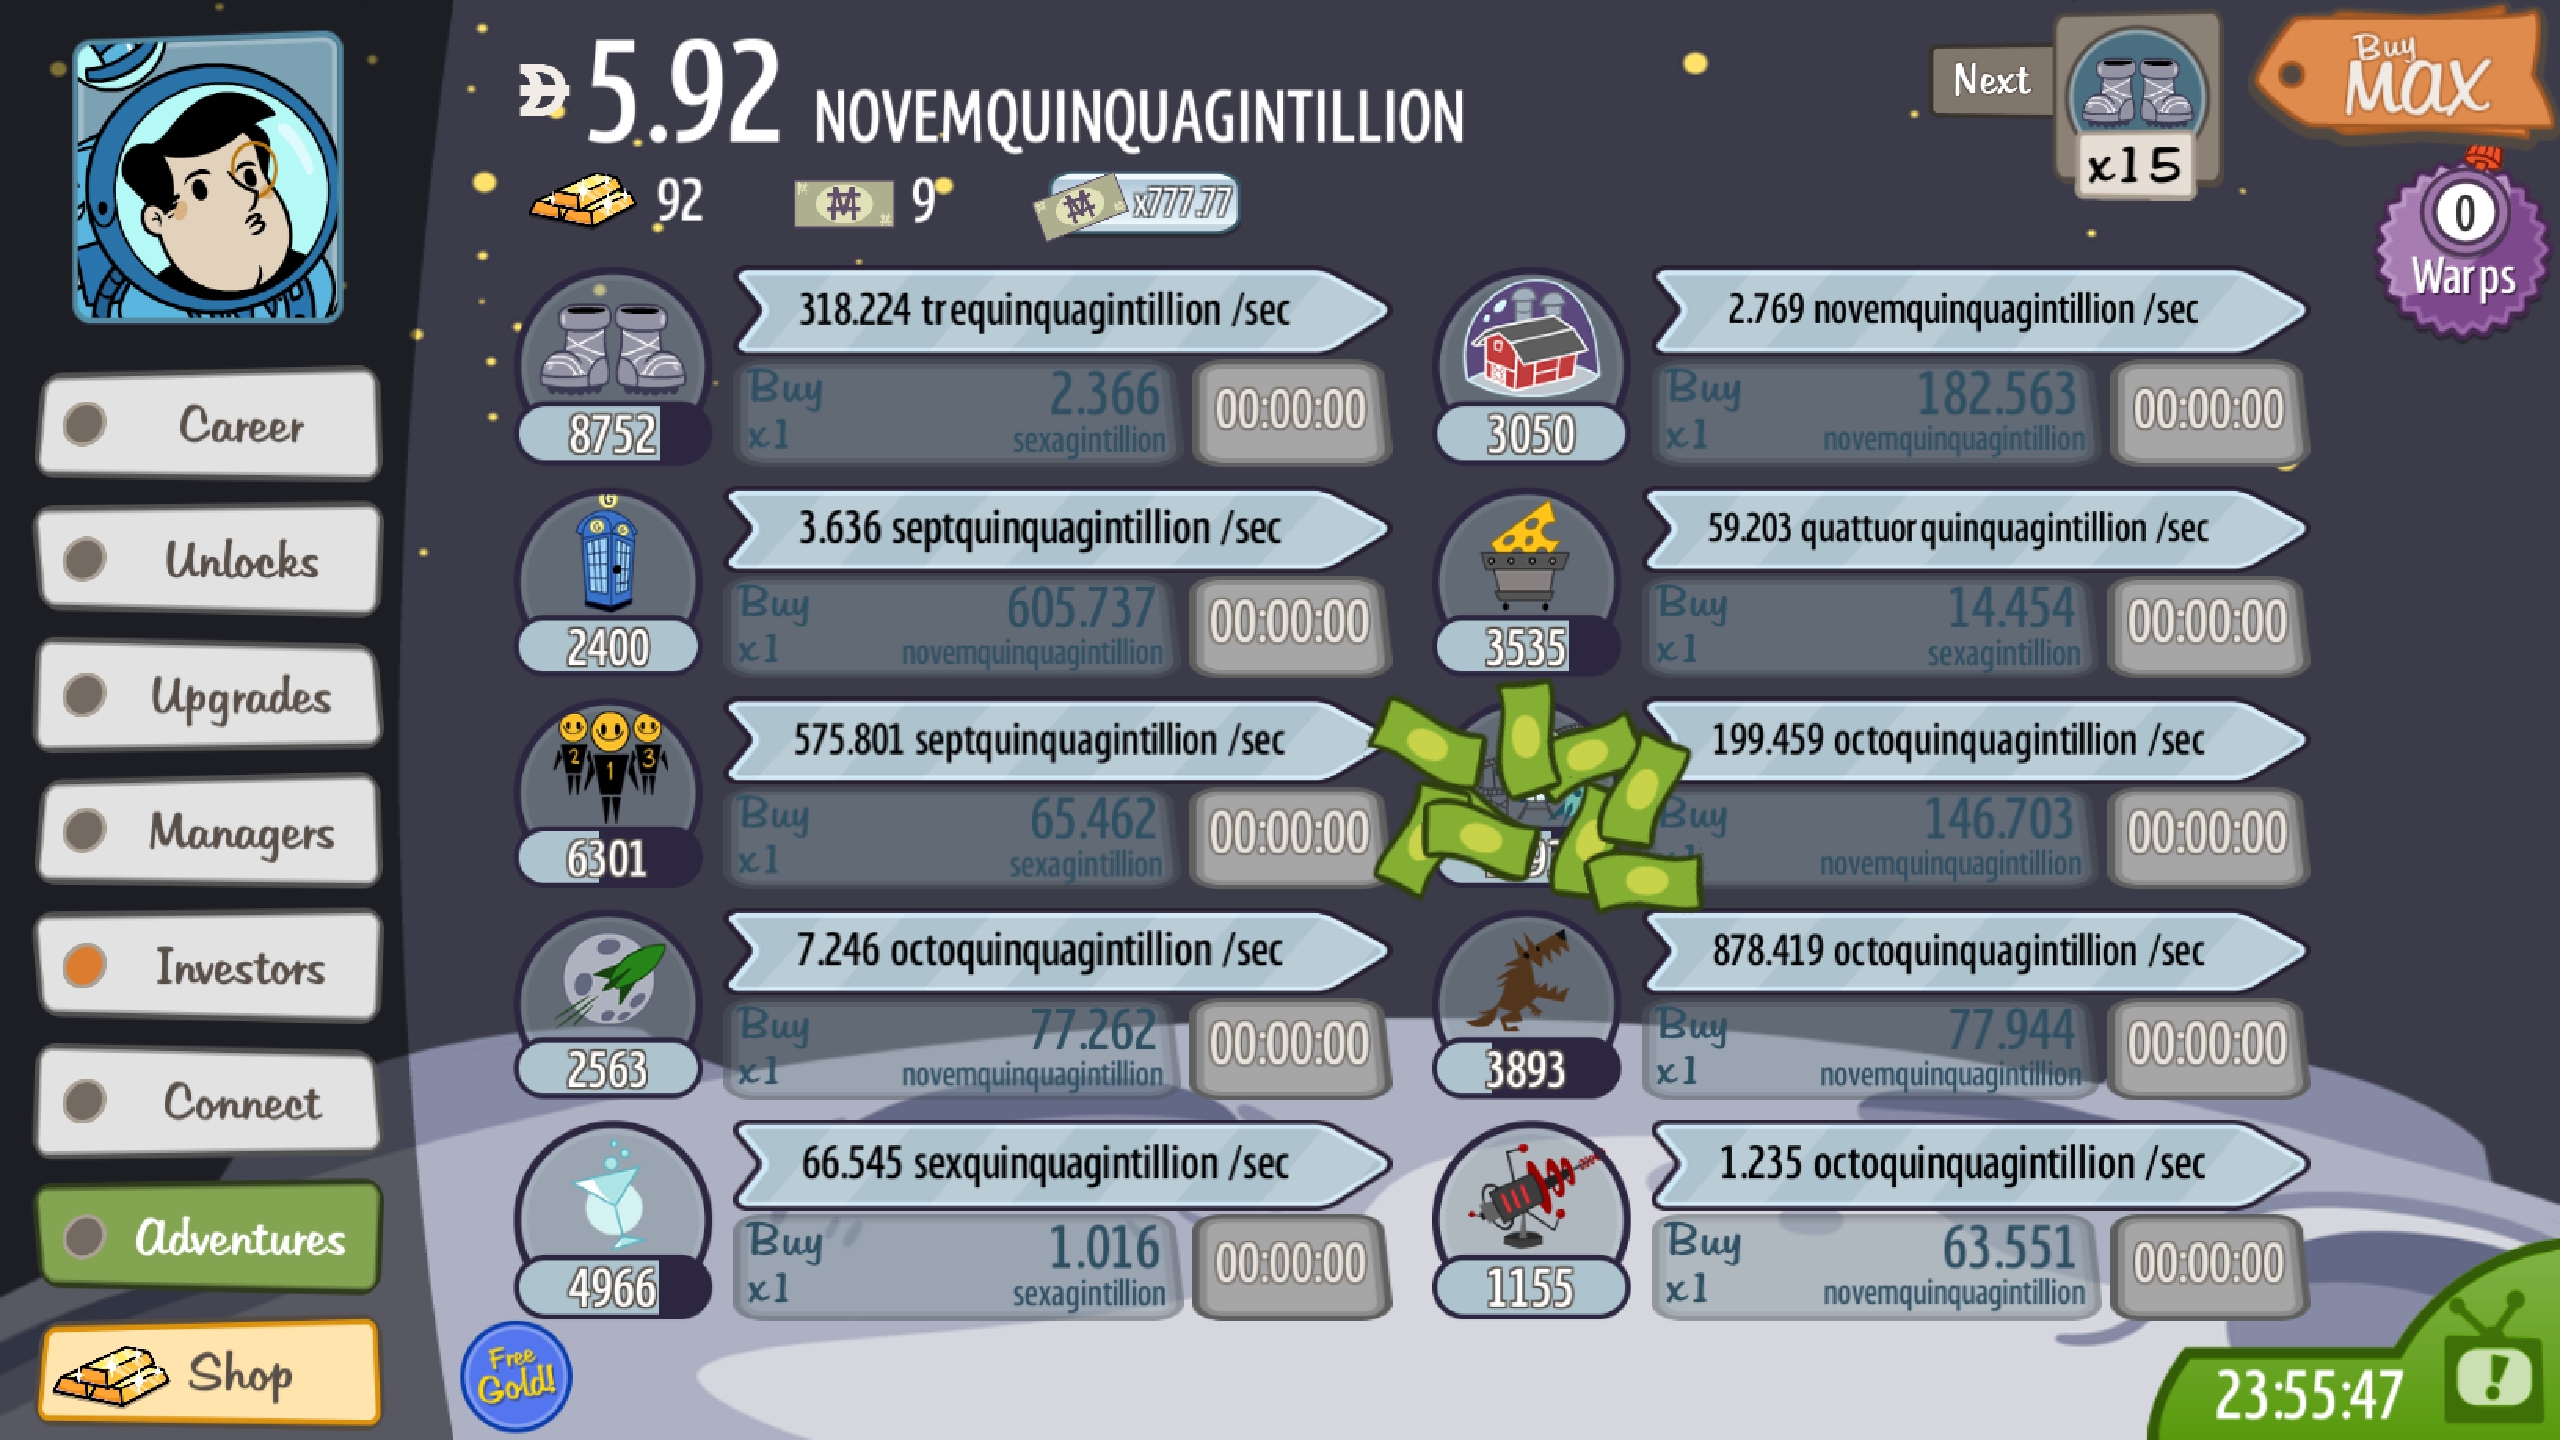 5.92 NOVEMQUINQUAGINTILLION
92
9
x777.77
Next
x15
Buy
MAX
0
Warps
Career
Unlocks
Upgrades
Managers
Investors
Connect
Adventures
Shop
318.224 trequinquagintillion /sec
8752
Buy
x1
2.366
sexagintillion
00:00:00
2.769 novemquinquagintillion /sec
3050
Buy
x1
182.563
novemquinquagintillion
00:00:00
3.636 septquinquagintillion /sec
2400
Buy
x1
605.737
novemquinquagintillion
00:00:00
59.203 quattuorquinquagintillion /sec
3535
Buy
x1
14.454
sexagintillion
00:00:00
575.801 septquinquagintillion /sec
2 1 3
6301
Buy
x1
65.462
sexagintillion
00:00:00
199.459 octoquinquagintillion /sec
Buy
146.703
novemquinquagintillion
00:00:00
7.246 octoquinquagintillion /sec
2563
Buy
x1
77.262
novemquinquagintillion
00:00:00
878.419 octoquinquagintillion /sec
3893
Buy
x1
77.944
novemquinquagintillion
00:00:00
66.545 sexquinquagintillion /sec
4966
Buy
x1
1.016
sexagintillion
00:00:00
1.235 octoquinquagintillion /sec
1155
Buy
x1
63.551
novemquinquagintillion
00:00:00
Free
Gold!
23:55:47